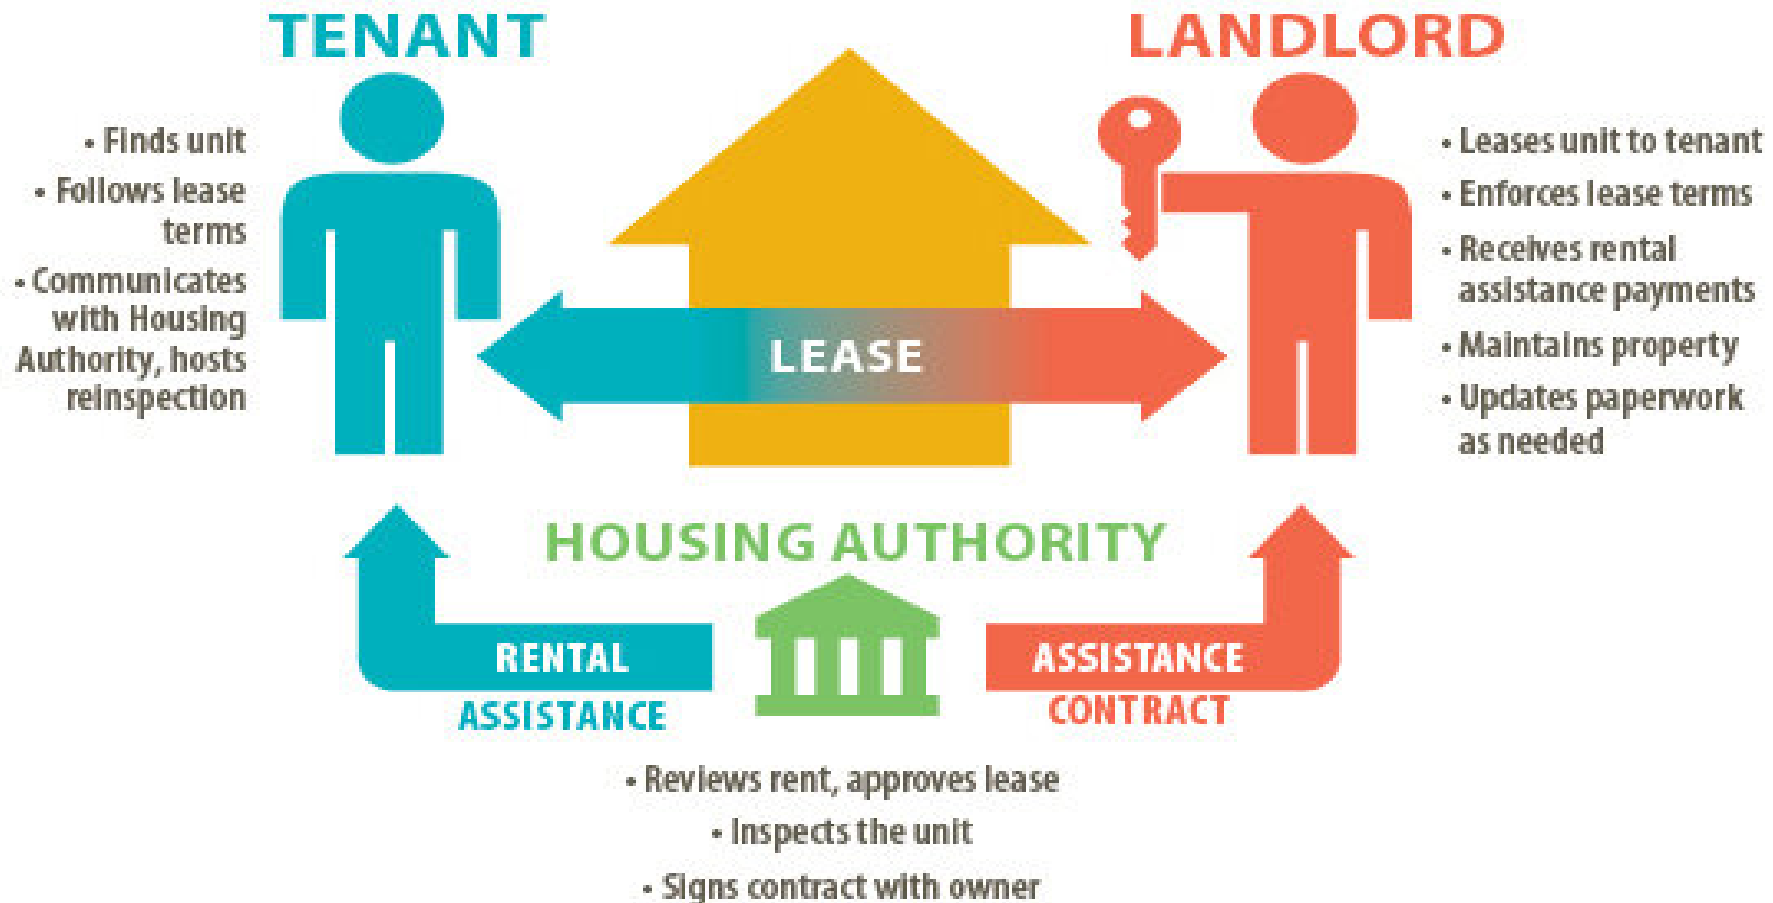 TENANT
• Finds unit
• Follows lease
terms
• Communicates
with Housing
Authority, hosts
reinspection
LEASE
LANDLORD
• Leases unit to tenant
• Enforces lease terms
• Receives rental
assistance payments
• Maintains property
• Updates paperwork
as needed
HOUSING AUTHORITY
RENTAL
ASSISTANCE
ASSISTANCE
CONTRACT
• Reviews rent, approves lease
• Inspects the unit
• Signs contract with owner